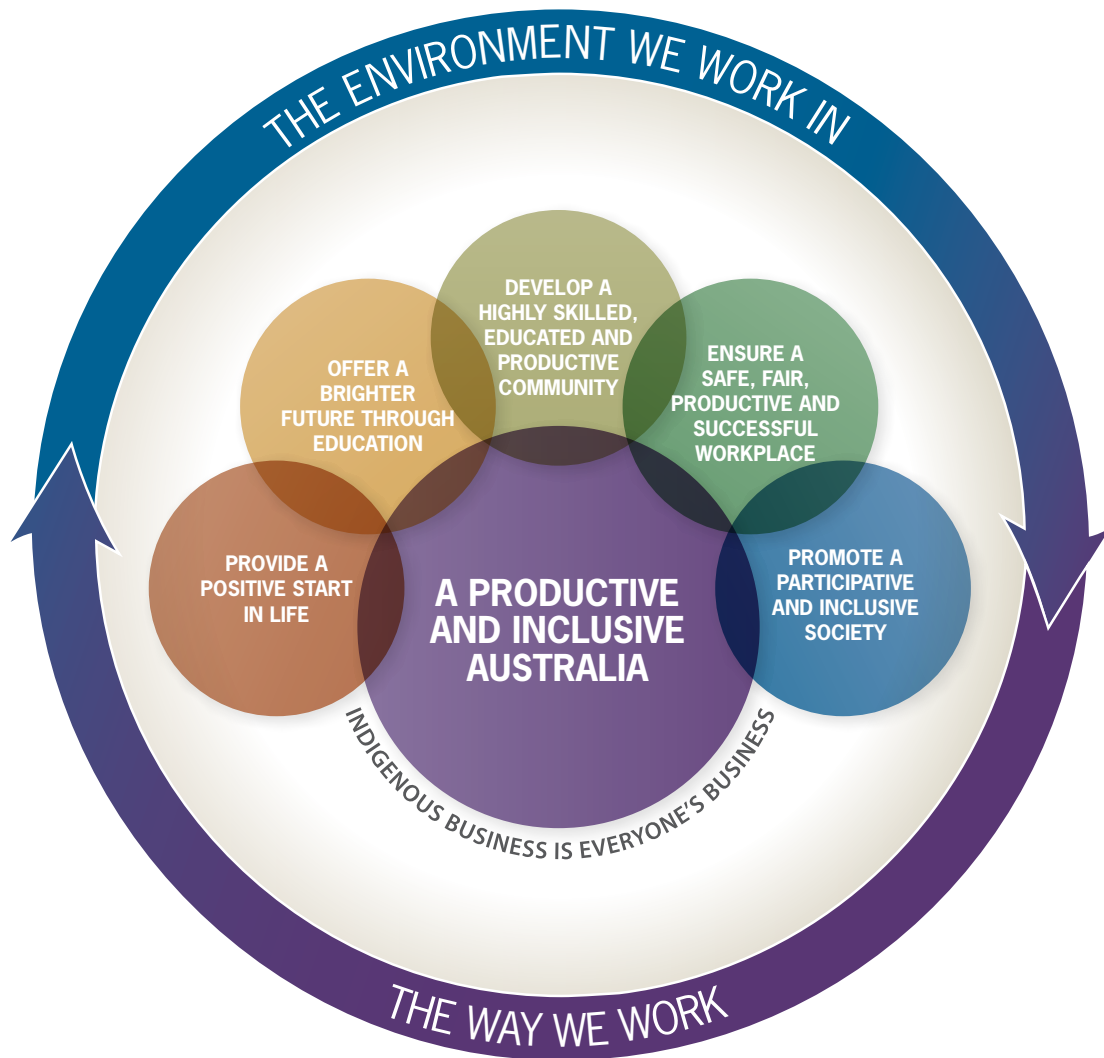 THE ENVIRONMENT WE WORK IN
DEVELOP A
HIGHLY SKILLED,
EDUCATED AND
PRODUCTIVE
COMMUNITY
OFFER A
BRIGHTER
FUTURE THROUGH
EDUCATION
ENSURE A
SAFE, FAIR,
PRODUCTIVE AND
SUCCESSFUL
WORKPLACE
PROVIDE A
POSITIVE START
IN LIFE
A PRODUCTIVE
AND INCLUSIVE
AUSTRALIA
PROMOTE A
PARTICIPATIVE
AND INCLUSIVE
SOCIETY
INDIGENOUS BUSINESS IS EVERYONE'S BUSINESS
THE WAY WE WORK